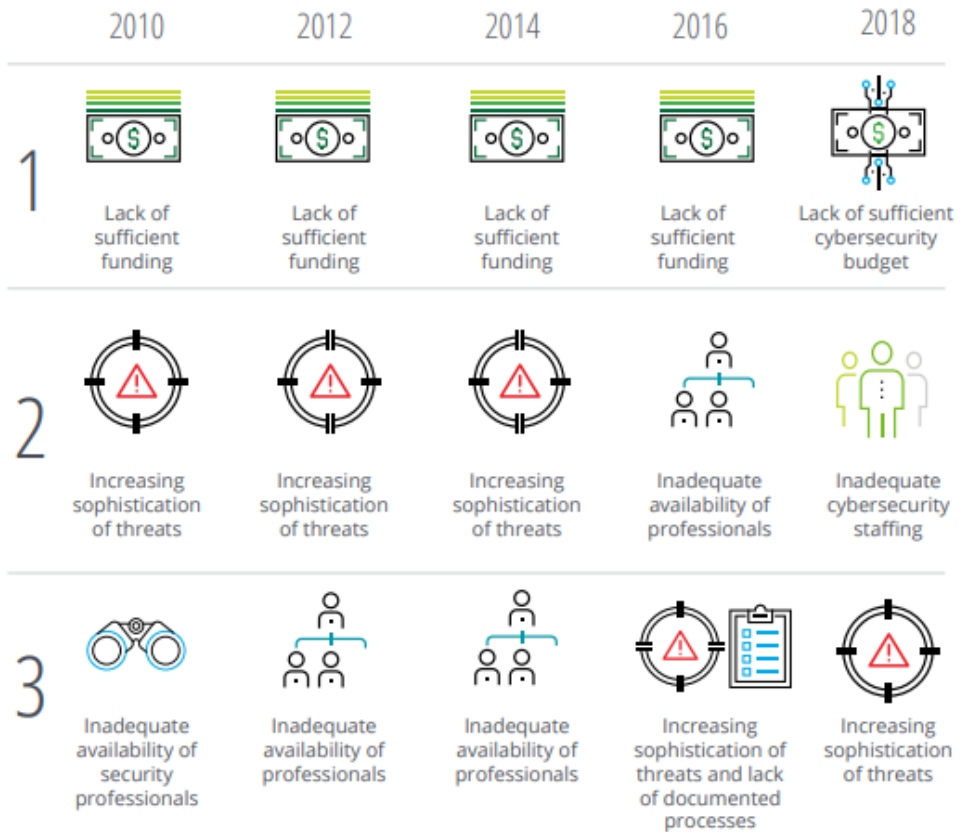 2010
2012
2014
2016
2018
1
Lack of
sufficient
funding
Lack of
sufficient
funding
Lack of
sufficient
funding
Lack of
sufficient
funding
Lack of sufficient
cybersecurity
budget
2
Increasing
sophistication
of threats
Increasing
sophistication
of threats
Increasing
sophistication
of threats
Inadequate
availability of
professionals
Inadequate
cybersecurity
staffing
3
Inadequate
availability of
security
professionals
Inadequate
availability of
professionals
Inadequate
availability of
professionals
Increasing
sophistication of
threats and lack
of documented
processes
Increasing
sophistication
of threats